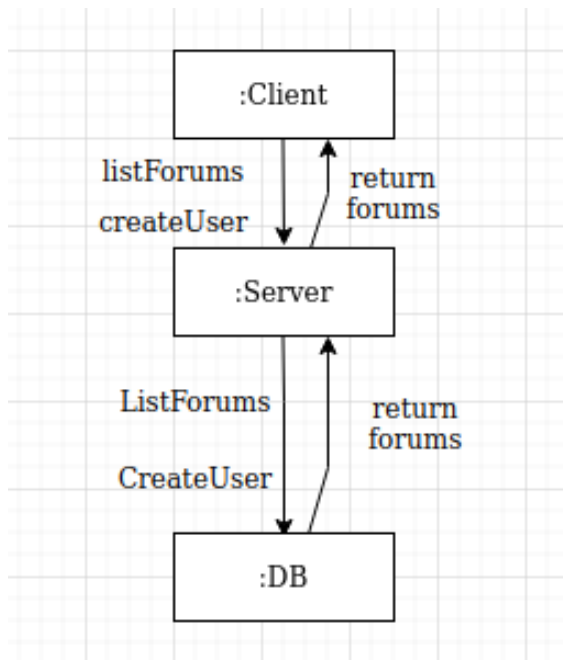 :Client
listForums
return
forums
createUser
:Server
ListForums
return
forums
CreateUser
:DB